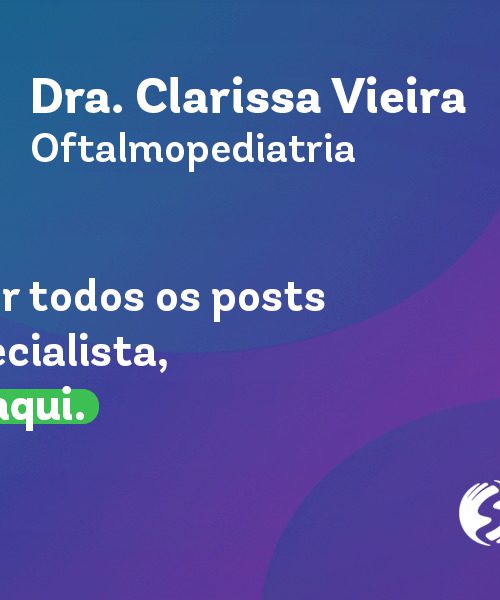 Dra. Clarissa Vieira
Oftalmopediatria
r todos os posts
ecialista,
aqui.